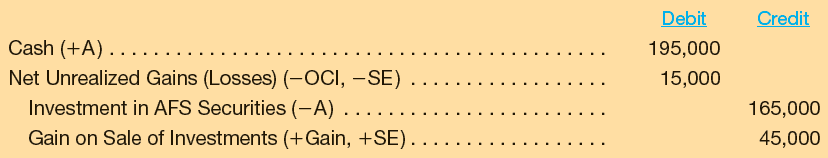 Debit Credit
Cash (+A) . . . . . . . . . . . . . . . . . . . . . . . . . . . . . . . . . . . . . . . . . . . . . . . 195,000
Net Unrealized Gains (Losses) (−OCI, −SE) . . . . . . . . . . . . . . . . . . . 15,000
Investment in AFS Securities (−A) . . . . . . . . . . . . . . . . . . . . . . . . . 165,000
Gain on Sale of Investments (+Gain, +SE) . . . . . . . . . . . . . . . . . . . 45,000